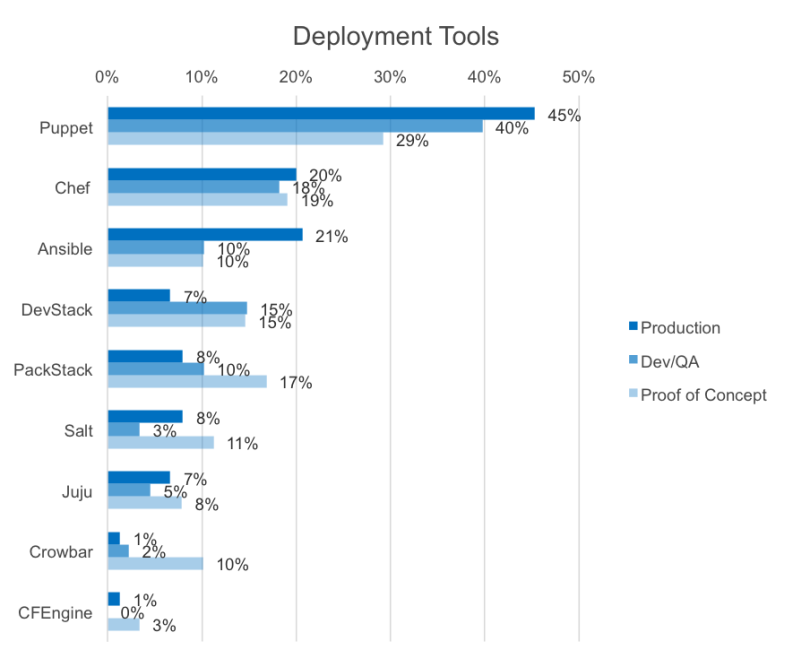 Deployment Tools
0% 10% 20% 30% 40% 50%
Puppet
45%
40%
29%
Chef
20%
18%
19%
Ansible
21%
10%
10%
DevStack
7%
15%
15%
PackStack
8%
10%
17%
Salt
8%
3%
11%
Juju
7%
5%
8%
Crowbar
1%
2%
10%
CFEngine
1%
0%
3%
Production
Dev/QA
Proof of Concept